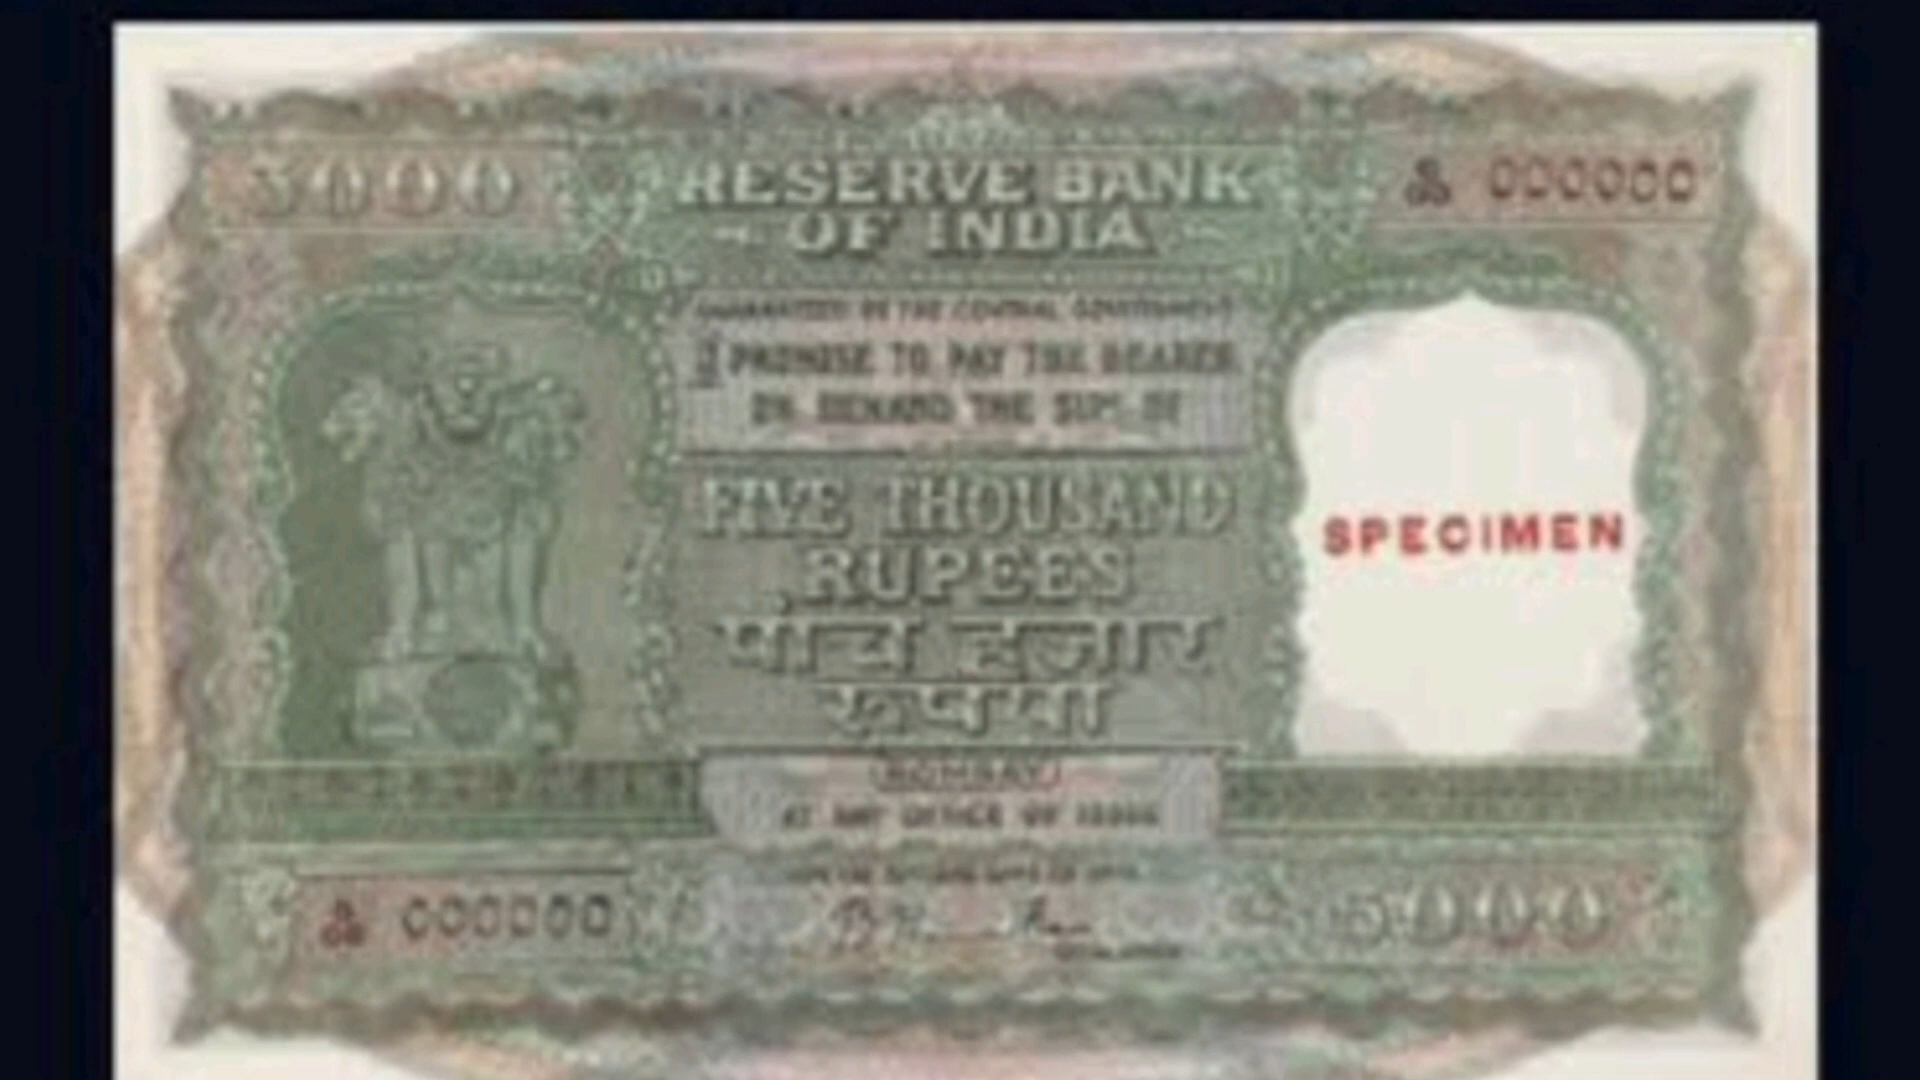 5000
RESERVE BANK
OF INDIA
000000
GUARANTEED BY THE CENTRAL GOVERNMENT
I PROMISE TO PAY THE BEARER
ON DEMAND THE SUM OF
FIVE THOUSAND
RUPEES
पांच हजार
रुपया
SPECIMEN
BOMBAY
AT ANY OFFICE OF ISSUE
000000
5000